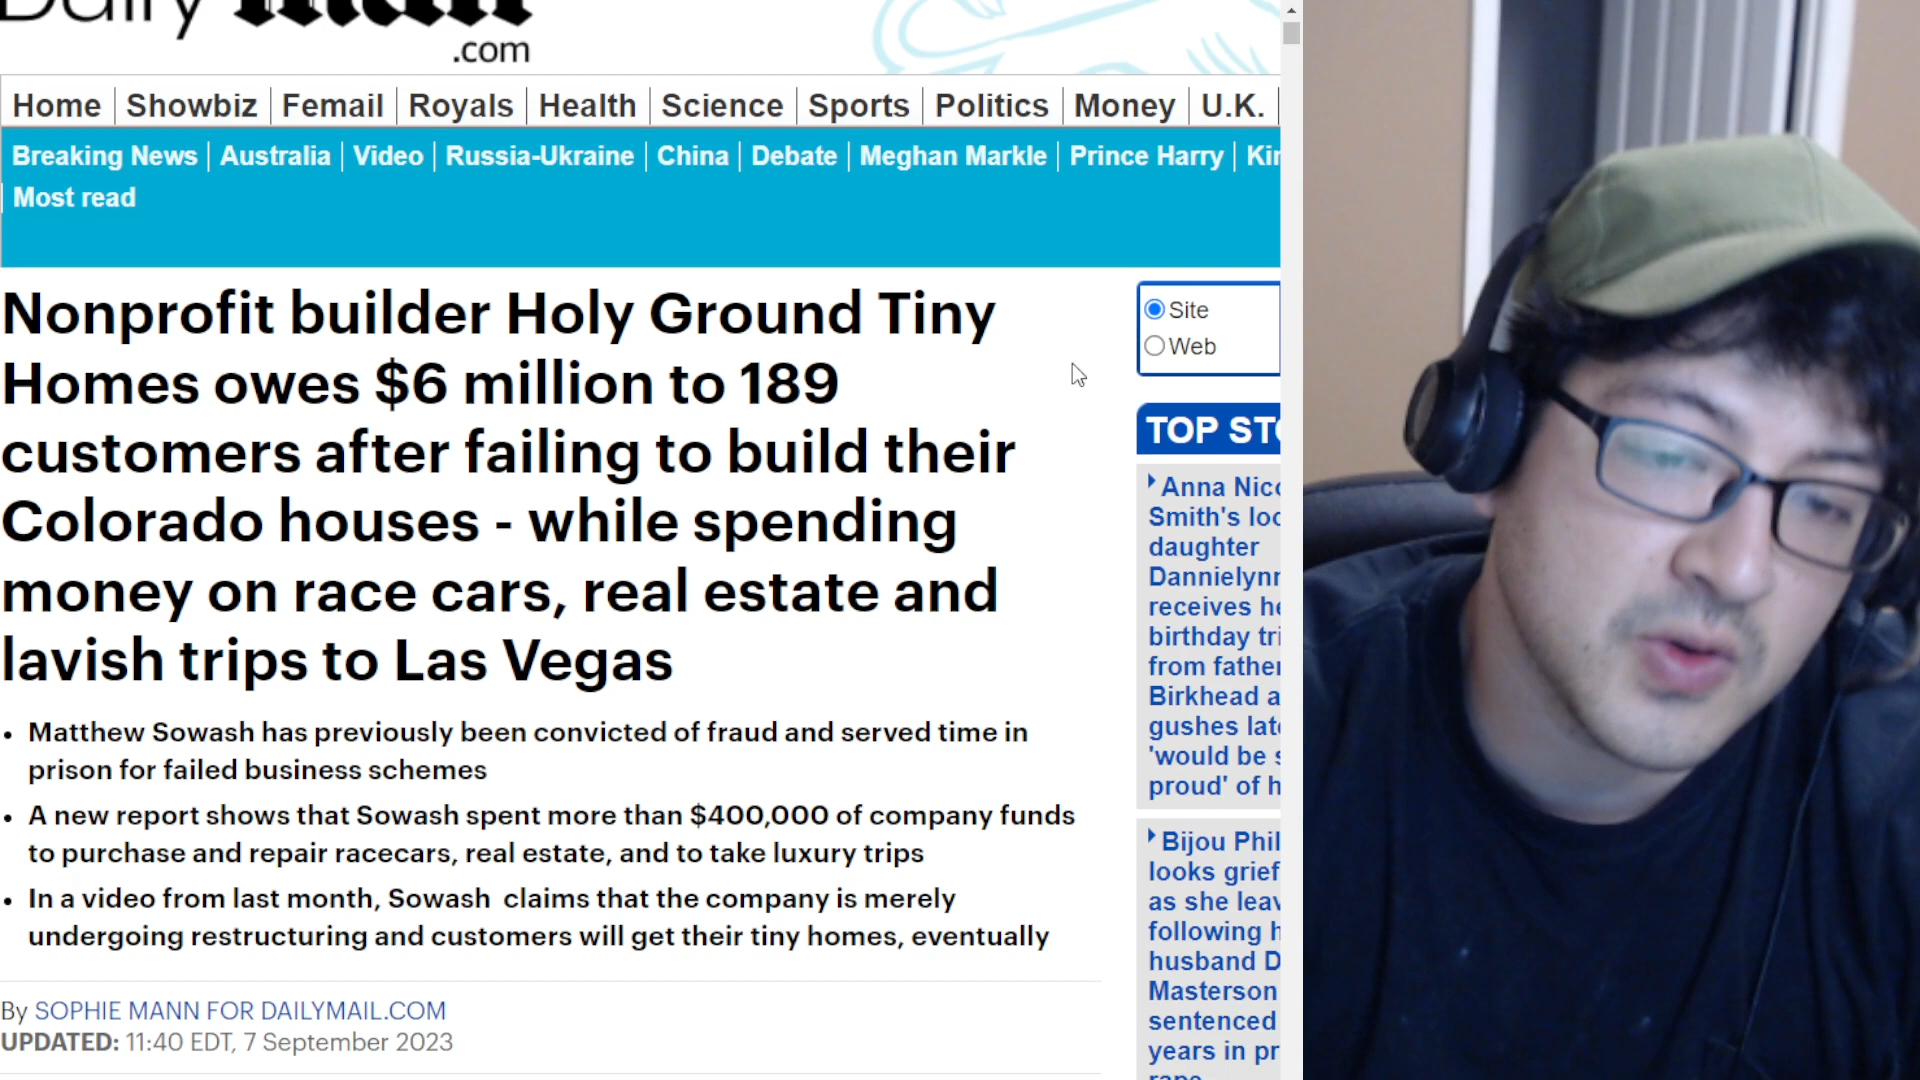 Daily Mail
.com
Home Showbiz Femail Royals Health Science Sports Politics Money U.K.
Breaking News Australia Video Russia-Ukraine China Debate Meghan Markle Prince Harry
Most read
Nonprofit builder Holy Ground Tiny
Homes owes $6 million to 189
customers after failing to build their
Colorado houses - while spending
money on race cars, real estate and
lavish trips to Las Vegas
• Matthew Sowash has previously been convicted of fraud and served time in
prison for failed business schemes
• A new report shows that Sowash spent more than $400,000 of company funds
to purchase and repair racecars, real estate, and to take luxury trips
• In a video from last month, Sowash claims that the company is merely
undergoing restructuring and customers will get their tiny homes, eventually
By SOPHIE MANN FOR DAILYMAIL.COM
UPDATED: 11:40 EDT, 7 September 2023
Site
Web
TOP
Anna
Smith's
daughter
receives
birthday
from father
Birkhead
gushes
'would be
proud' of
Bijou
looks
as she
following
husband
Masterson
sentenced
years in